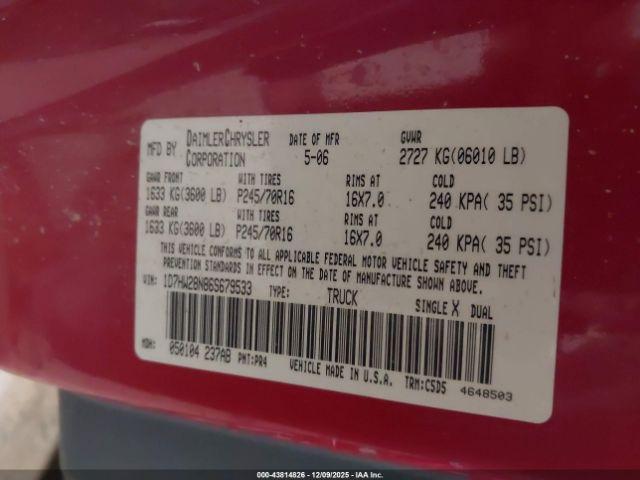 MFD BY DAIMLERCHRYSLER CORPORATION DATE OF MFR 5-06 GVWR 2727 KG(06010 LB)
GAWR FRONT WITH TIRES RIMS AT COLD
1633 KG(3600 LB) P245/70R16 16X7.0 240 KPA( 35 PSI)
GAWR REAR WITH TIRES RIMS AT COLD
1633 KG(3600 LB) P245/70R16 16X7.0 240 KPA( 35 PSI)
THIS VEHICLE CONFORMS TO ALL APPLICABLE FEDERAL MOTOR VEHICLE SAFETY AND THEFT
PREVENTION STANDARDS IN EFFECT ON THE DATE OF MANUFACTURE SHOWN ABOVE.
VIN: 1D7HW28N86S679533 TYPE: TRUCK SINGLE X DUAL
MDH: 050104 237AB PNT:PR4 VEHICLE MADE IN U.S.A. TRM:C5D5 4648503
000-43814826 - 12/09/2025 - IAA Inc.